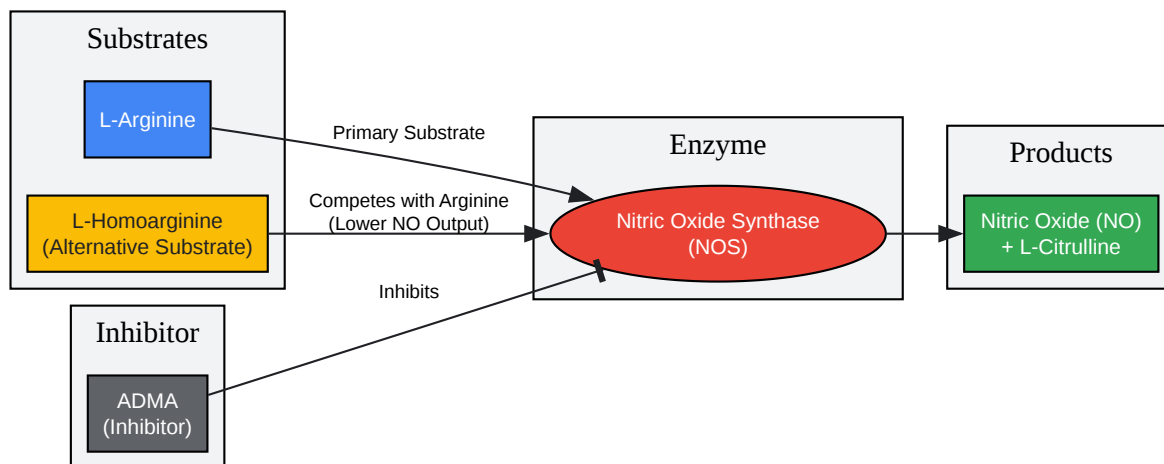 Substrates
L-Arginine
L-Homoarginine
(Alternative Substrate)
Primary Substrate
Competes with Arginine
(Lower NO Output)
Inhibits
Inhibitor
ADMA
(Inhibitor)
Enzyme
Nitric Oxide Synthase
(NOS)
Products
Nitric Oxide (NO)
+ L-Citrulline